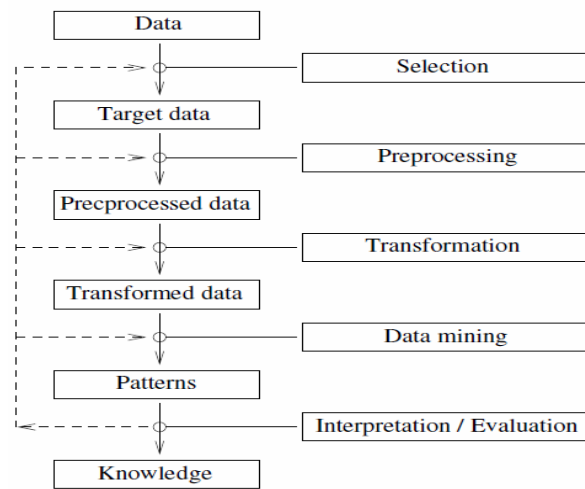 Data
Selection
Target data
Preprocessing
Precprocessed data
Transformation
Transformed data
Data mining
Patterns
Interpretation / Evaluation
Knowledge